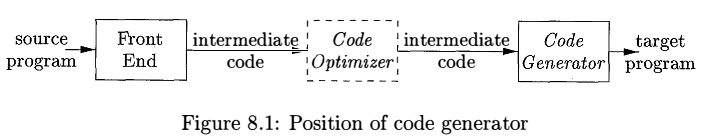 source
program
Front
End
intermediate
code
Code
Optimizer
intermediate
code
Code
Generator
target
program
Figure 8.1: Position of code generator